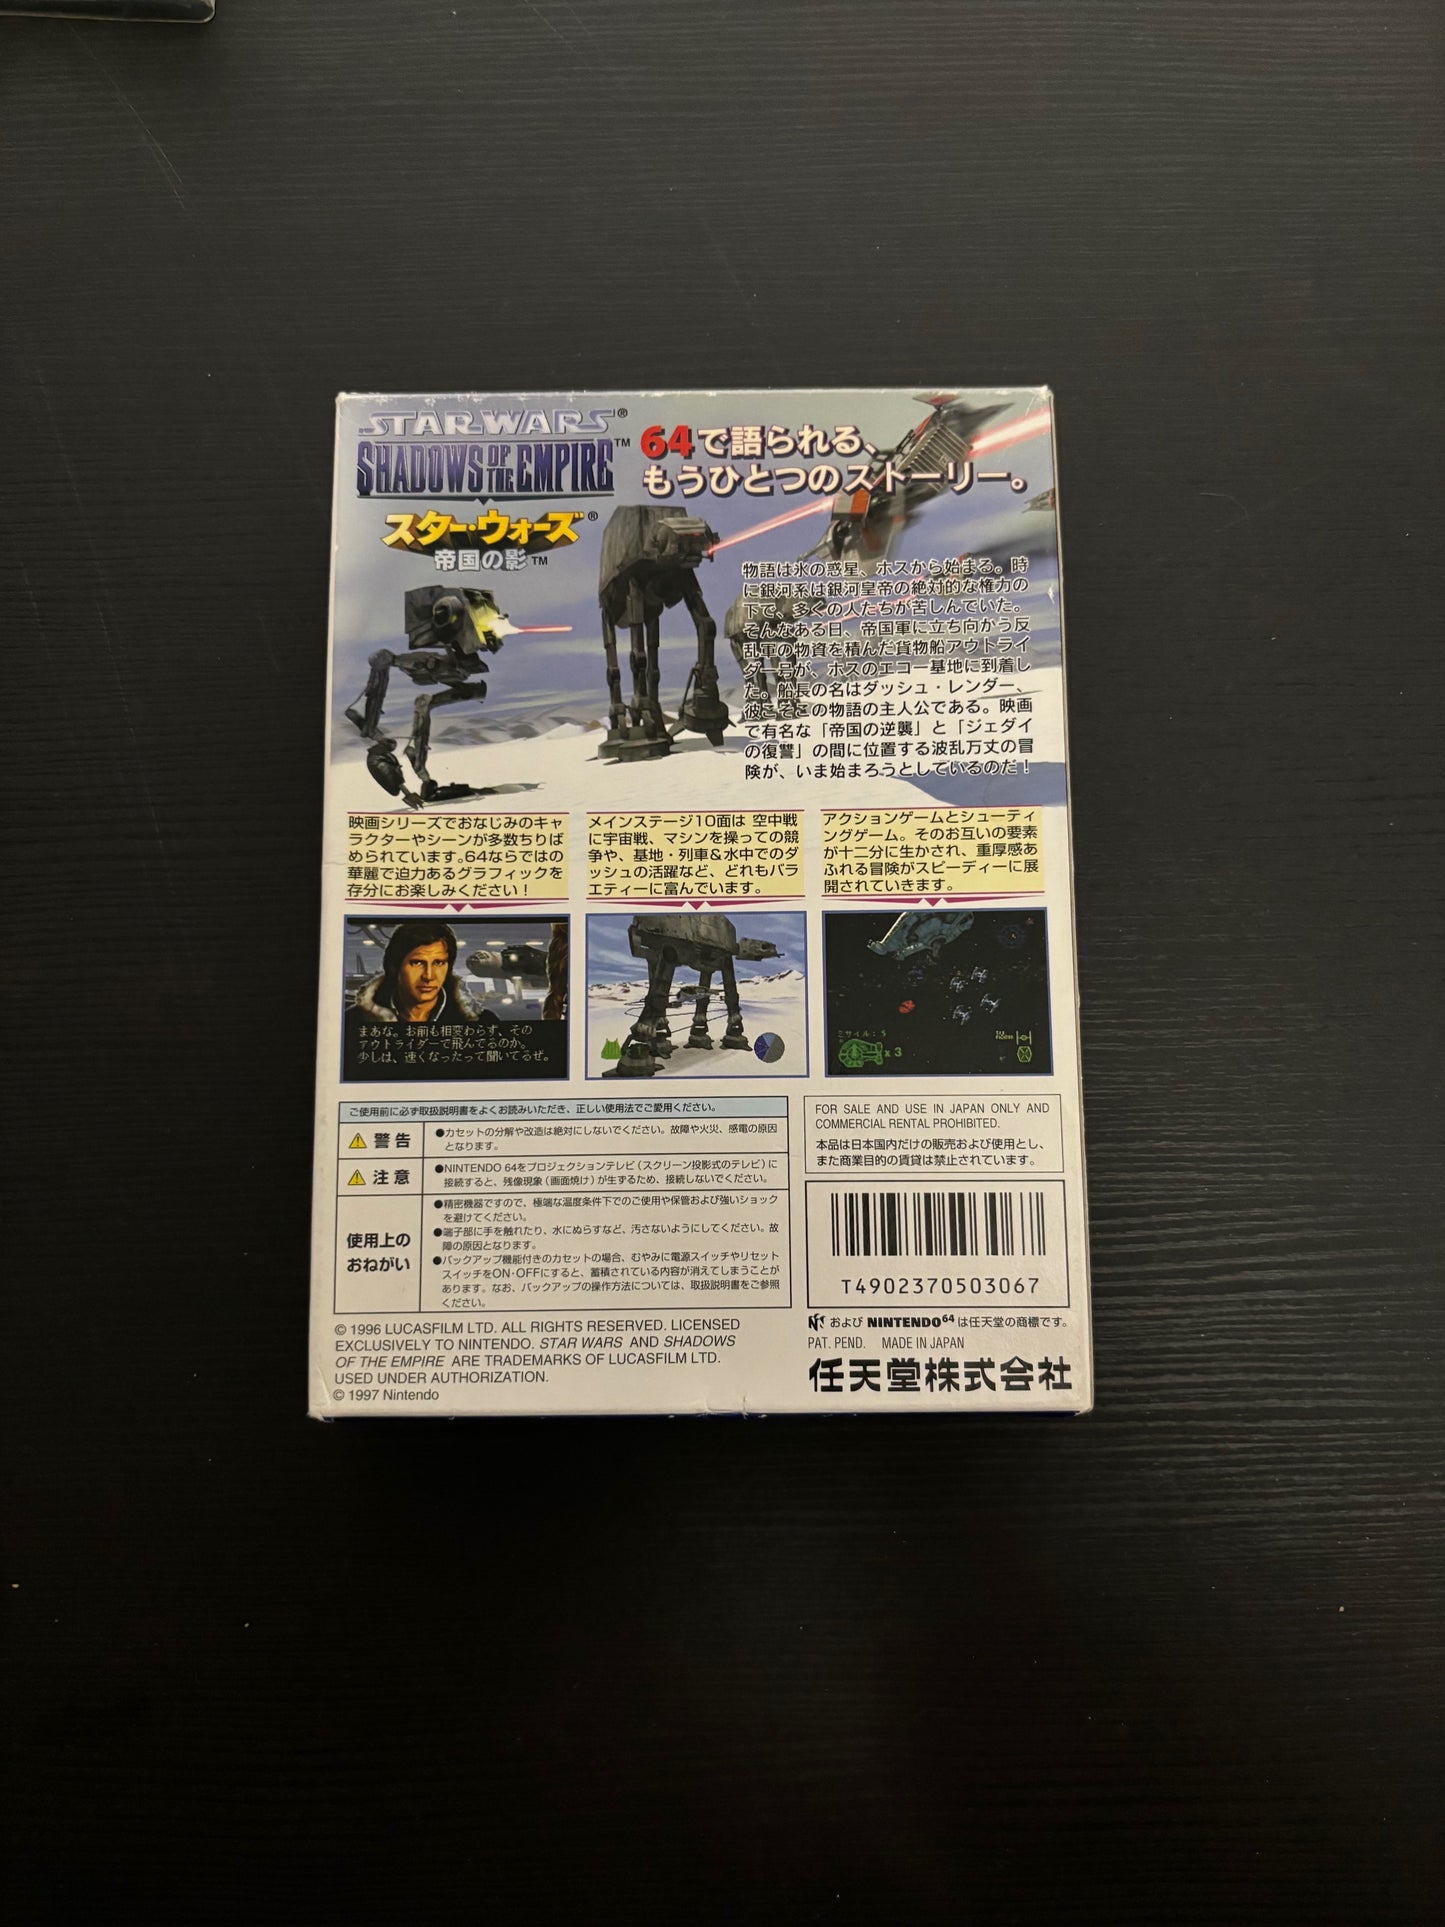 STAR WARS®
SHADOWS OF THE EMPIRE™
スター・ウォーズ®
帝国の影™
64で語られる、
もうひとつのストーリー。
物語は氷の惑星、ホスから始まる。時
に銀河系は銀河皇帝の絶対的な権力の
下で、多くの人たちが苦しんでいた。
そんなある日、帝国軍に立ち向かう反
乱軍の物資を積んだ貨物船アウトライ
ダー号が、ホスのエコー基地に到着し
た。船長の名はダッシュ・レンダー、
彼こそこの物語の主人公である。映画
で有名な「帝国の逆襲」と「ジェダイ
の復讐」の間に位置する波乱万丈の冒
険が、いま始まろうとしているのだ！
映画シリーズでおなじみのキャ
ラクターやシーンが多数ちりば
められています。64ならではの
華麗で迫力あるグラフィックを
存分にお楽しみください！
メインステージ10面は 空中戦
に宇宙戦、マシンを操っての競
争や、基地・列車&水中でのダ
ッシュの活躍など、どれもバラ
エティーに富んでいます。
アクションゲームとシューティ
ングゲーム。そのお互いの要素
が十二分に生かされ、重厚感あ
ふれる冒険がスピーディーに展
開されていきます。
まあな。お前も相変わらず、その
アウトライダーで飛んでるのか。
少しは、速くなったって聞いてるぜ。
ミサイル: 5
x 3
ご使用前に必ず取扱説明書をよくお読みいただき、正しい使用法でご愛用ください。
警告
●カセットの分解や改造は絶対にしないでください。故障や火災、感電の原因
となります。
注意
●NINTENDO 64をプロジェクションテレビ（スクリーン投影式のテレビ）に
接続すると、残像現象（画面焼け）が生ずるため、接続しないでください。
使用上の
おねがい
●精密機器ですので、極端な温度条件下でのご使用や保管および強いショック
を避けてください。
●端子部に手を触れたり、水にぬらすなど、汚さないようにしてください。故
障の原因となります。
●バックアップ機能付きのカセットの場合、むやみに電源スイッチやリセット
スイッチをON・OFFにすると、蓄積されている内容が消えてしまうことが
あります。なお、バックアップの操作方法については、取扱説明書をご参照
ください。
FOR SALE AND USE IN JAPAN ONLY AND
COMMERCIAL RENTAL PROHIBITED.
本品は日本国内だけの販売および使用とし、
また商業目的の賃貸は禁止されています。
T4902370503067
© 1996 LUCASFILM LTD. ALL RIGHTS RESERVED. LICENSED
EXCLUSIVELY TO NINTENDO. STAR WARS AND SHADOWS
OF THE EMPIRE ARE TRADEMARKS OF LUCASFILM LTD.
USED UNDER AUTHORIZATION.
© 1997 Nintendo
および NINTENDO64 は任天堂の商標です。
PAT. PEND. MADE IN JAPAN
任天堂株式会社